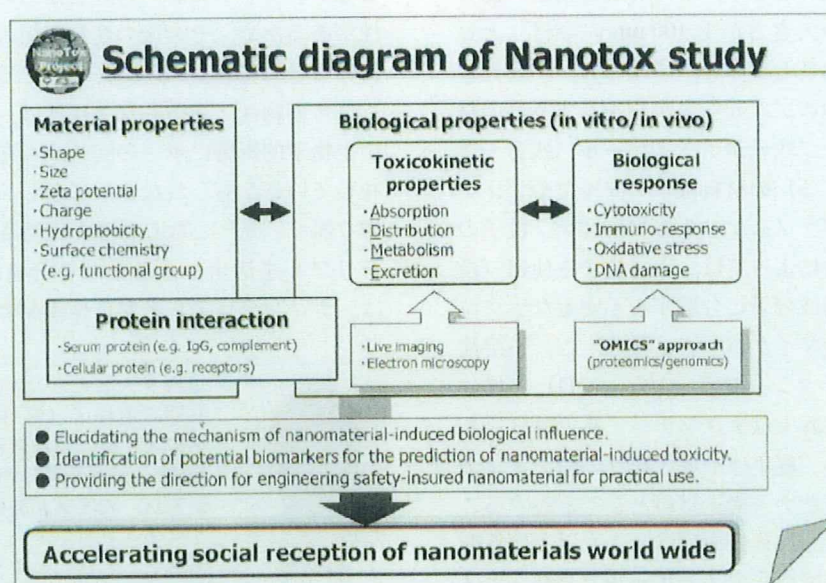 NanoTox
Project
Schematic diagram of Nanotox study
Material properties
・Shape
・Size
・Zeta potential
・Charge
・Hydrophobicity
・Surface chemistry
(e.g. functional group)
Biological properties (in vitro/in vivo)
Toxicokinetic
properties
・Absorption
・Distribution
・Metabolism
・Excretion
Biological
response
・Cytotoxicity
・Immuno-response
・Oxidative stress
・DNA damage
Protein interaction
・Serum protein (e.g. IgG, complement)
・Cellular protein (e.g. receptors)
・Live imaging
・Electron microscopy
"OMICS" approach
(proteomics/genomics)
● Elucidating the mechanism of nanomaterial-induced biological influence.
● Identification of potential biomarkers for the prediction of nanomaterial-induced toxicity.
● Providing the direction for engineering safety-insured nanomaterial for practical use.
Accelerating social reception of nanomaterials world wide